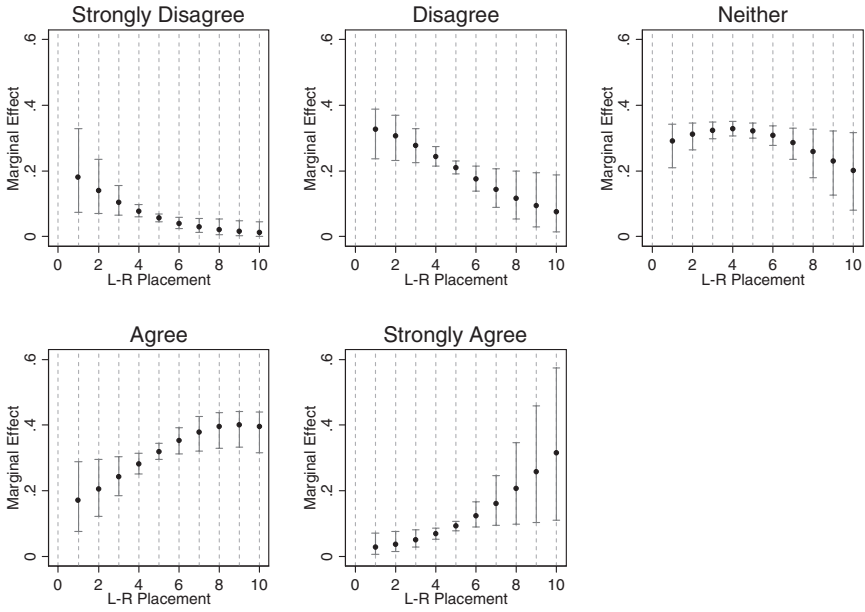 Strongly Disagree
Disagree
Neither
Marginal Effect
0 .2 .4 .6
0 2 4 6 8 10
L-R Placement
Marginal Effect
0 .2 .4 .6
0 2 4 6 8 10
L-R Placement
Marginal Effect
0 .2 .4 .6
0 2 4 6 8 10
L-R Placement
Agree
Strongly Agree
Marginal Effect
0 .2 .4 .6
0 2 4 6 8 10
L-R Placement
Marginal Effect
0 .2 .4 .6
0 2 4 6 8 10
L-R Placement